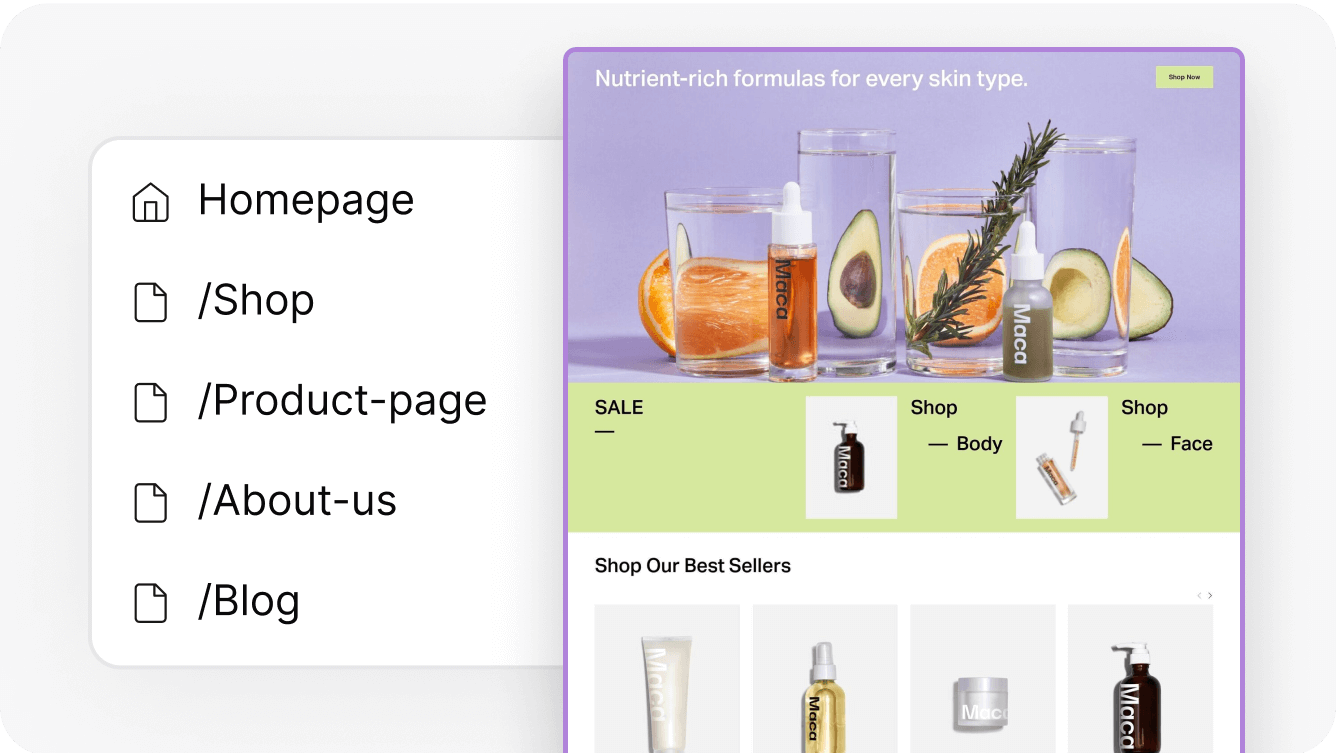 Homepage
/Shop
/Product-page
/About-us
/Blog
Nutrient-rich formulas for every skin type.
Shop Now
Maca
Maca
SALE
—
Maca
Shop
— Body
Maca
Shop
— Face
Shop Our Best Sellers
Maca
Maca
Maca
Maca